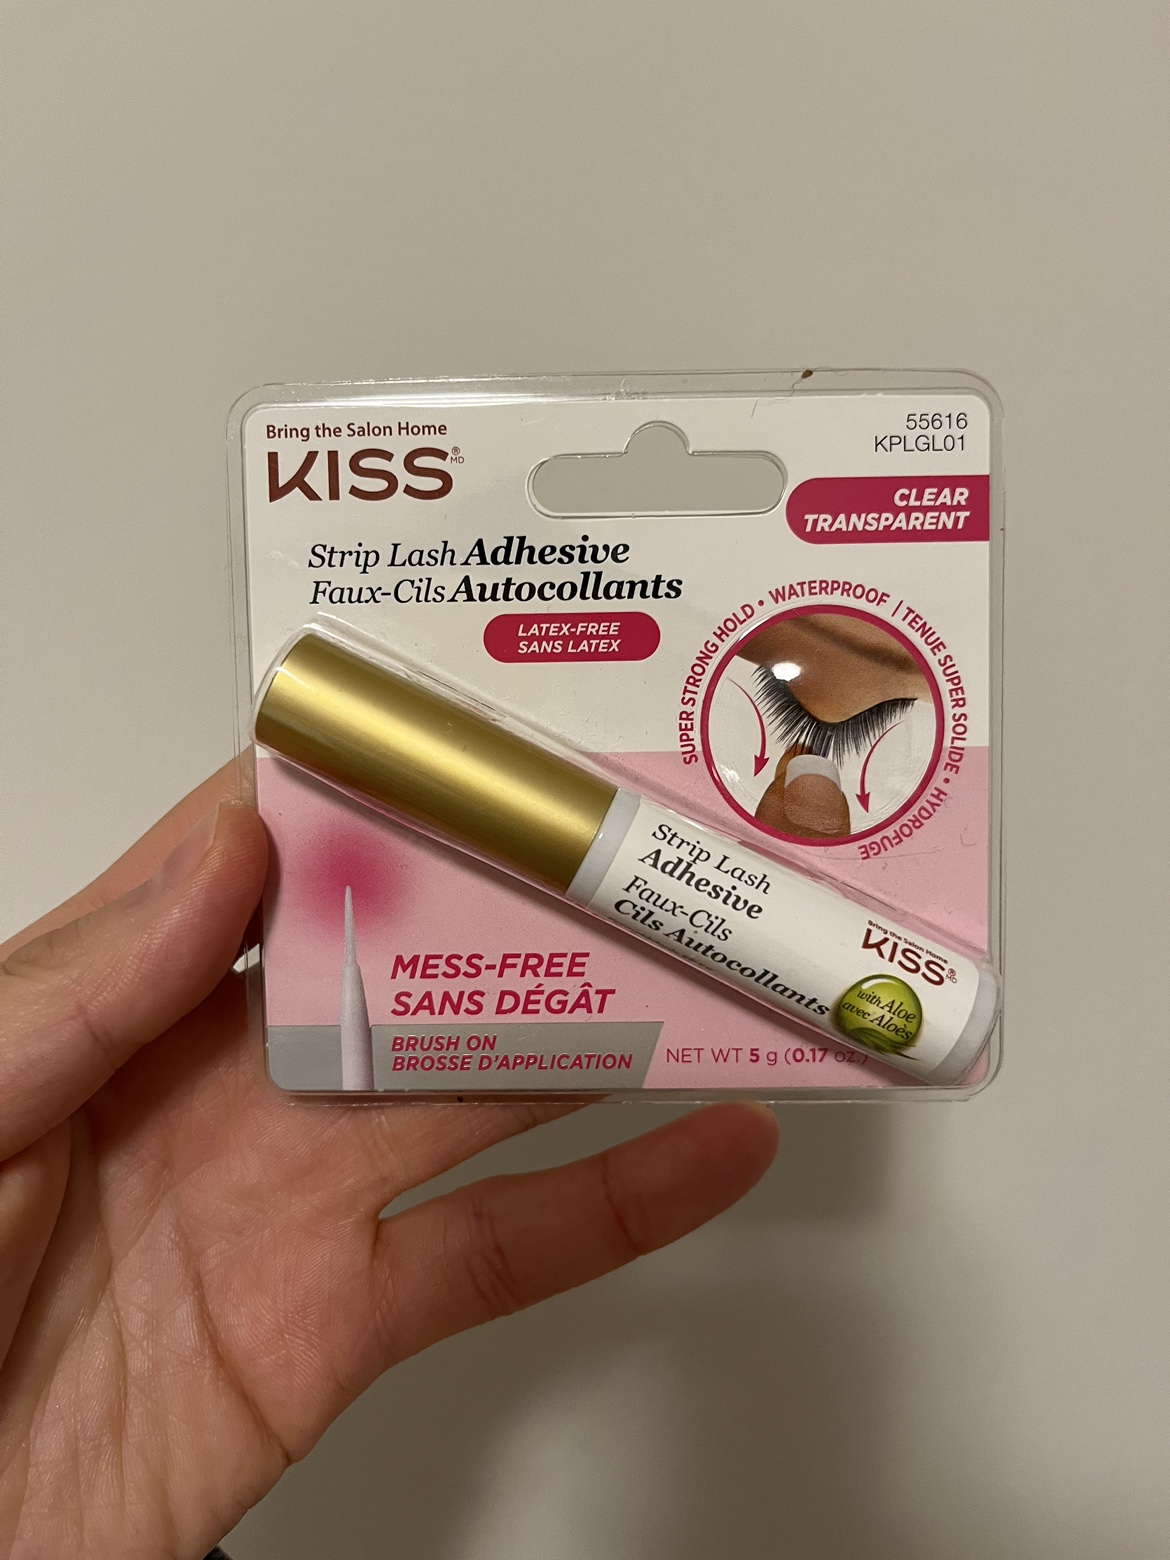 Bring the Salon Home
KISS® MD
55616
KPLGL01
CLEAR
TRANSPARENT
Strip Lash Adhesive
Faux-Cils Autocollants
LATEX-FREE
SANS LATEX
SUPER STRONG HOLD • WATERPROOF | TENUE SUPER SOLIDE • HYDROFUGE
Strip Lash
Adhesive
Faux-Cils
Cils Autocollants
Bring the Salon Home
KISS® MD
with Aloe
avec Aloès
MESS-FREE
SANS DÉGÂT
BRUSH ON
BROSSE D'APPLICATION
NET WT 5 g (0.17 oz.)